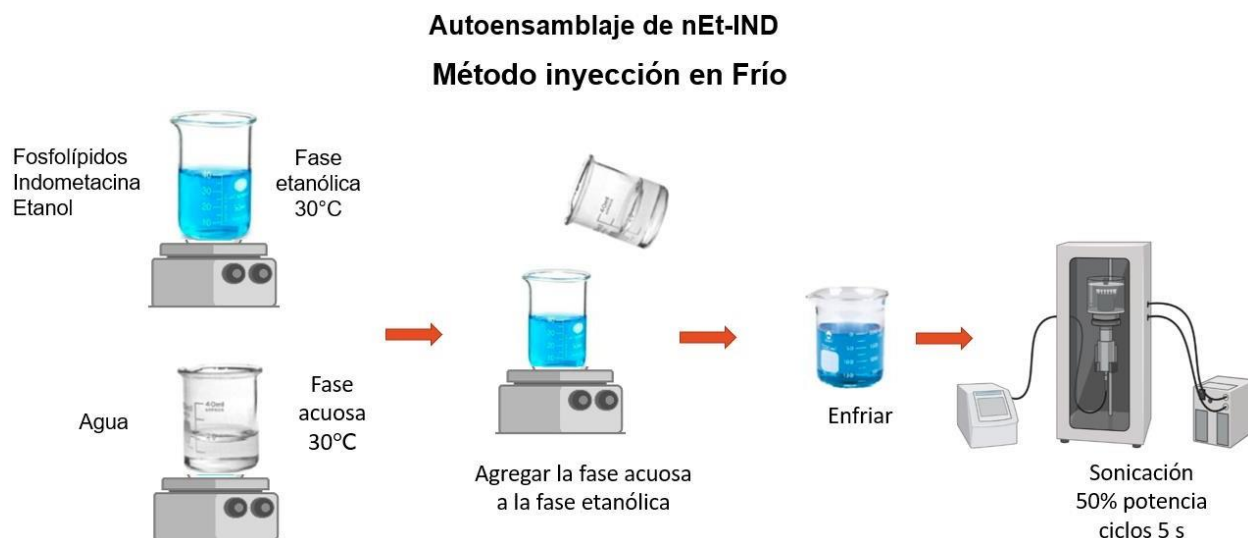 Autoensamblaje de nEt-IND
Método inyección en Frío
Fosfolípidos
Indometacina
Etanol
Fase
etanólica
30°C
Agua
Fase
acuosa
30°C
Agregar la fase acuosa
a la fase etanólica
Enfriar
Sonicación
50% potencia
ciclos 5 s